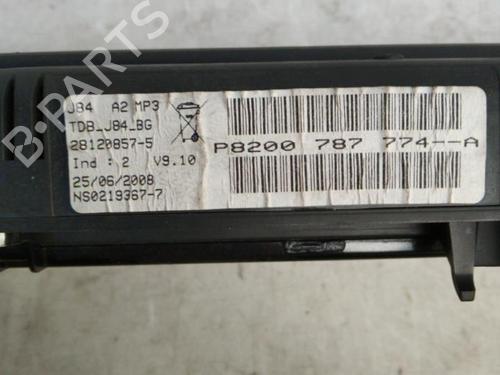 J84 A2 MP3
TDB_J84_BG
28120857-5
Ind : 2 V9.10
25/06/2008
NS0219367-7
P8200 787 774--A
B-Parts